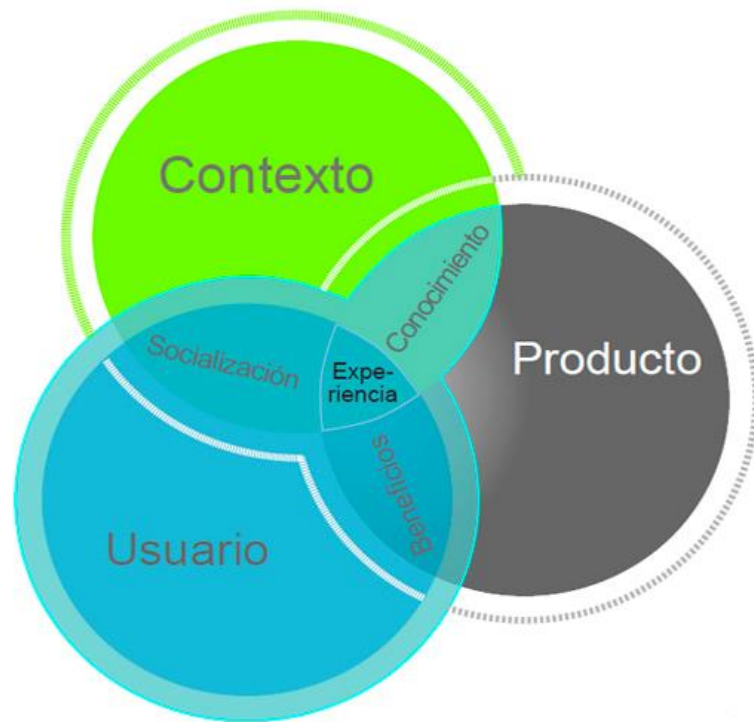 Contexto
Conocimiento
Producto
Socialización
Expe-
riencia
Beneficios
Usuario